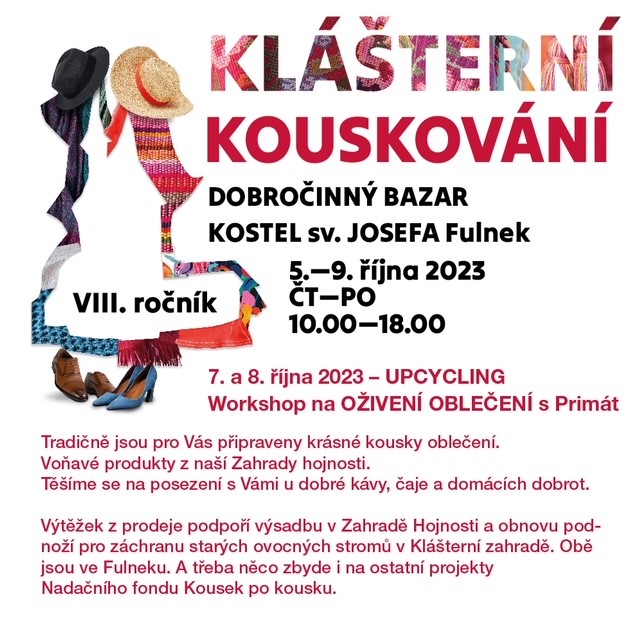 KLÁŠTERNÍ
KOUSKOVÁNÍ
DOBROČINNÝ BAZAR
KOSTEL sv. JOSEFA Fulnek
5.—9. října 2023
ČT—PO
10.00—18.00
VIII. ročník
7. a 8. října 2023 – UPCYCLING
Workshop na OŽIVENÍ OBLEČENÍ s Primát
Tradičně jsou pro Vás připraveny krásné kousky oblečení.
Voňavé produkty z naší Zahrady hojnosti.
Těšíme se na posezení s Vámi u dobré kávy, čaje a domácích dobrot.
Výtěžek z prodeje podpoří výsadbu v Zahradě Hojnosti a obnovu pod-
noží pro záchranu starých ovocných stromů v Klášterní zahradě. Obě
jsou ve Fulneku. A třeba něco zbyde i na ostatní projekty
Nadačního fondu Kousek po kousku.